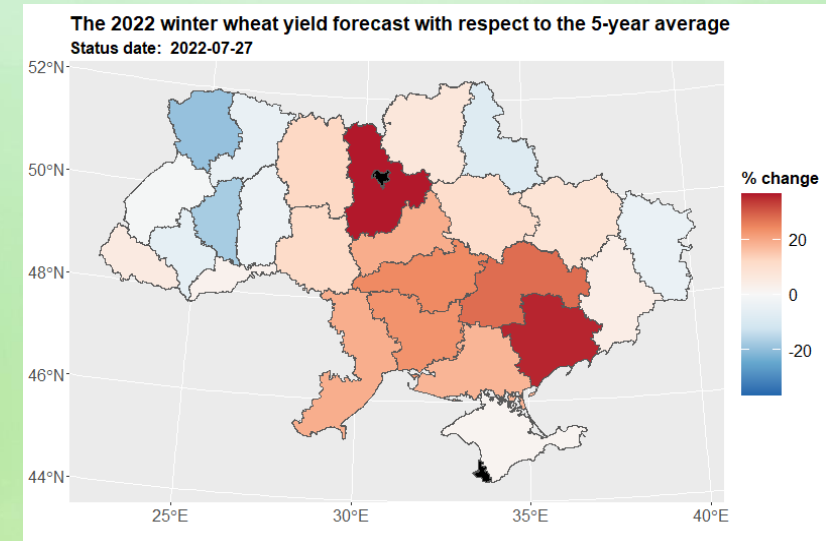 The 2022 winter wheat yield forecast with respect to the 5-year average
Status date: 2022-07-27
52°N
50°N
48°N
46°N
44°N
25°E
30°E
35°E
40°E
% change
20
0
-20